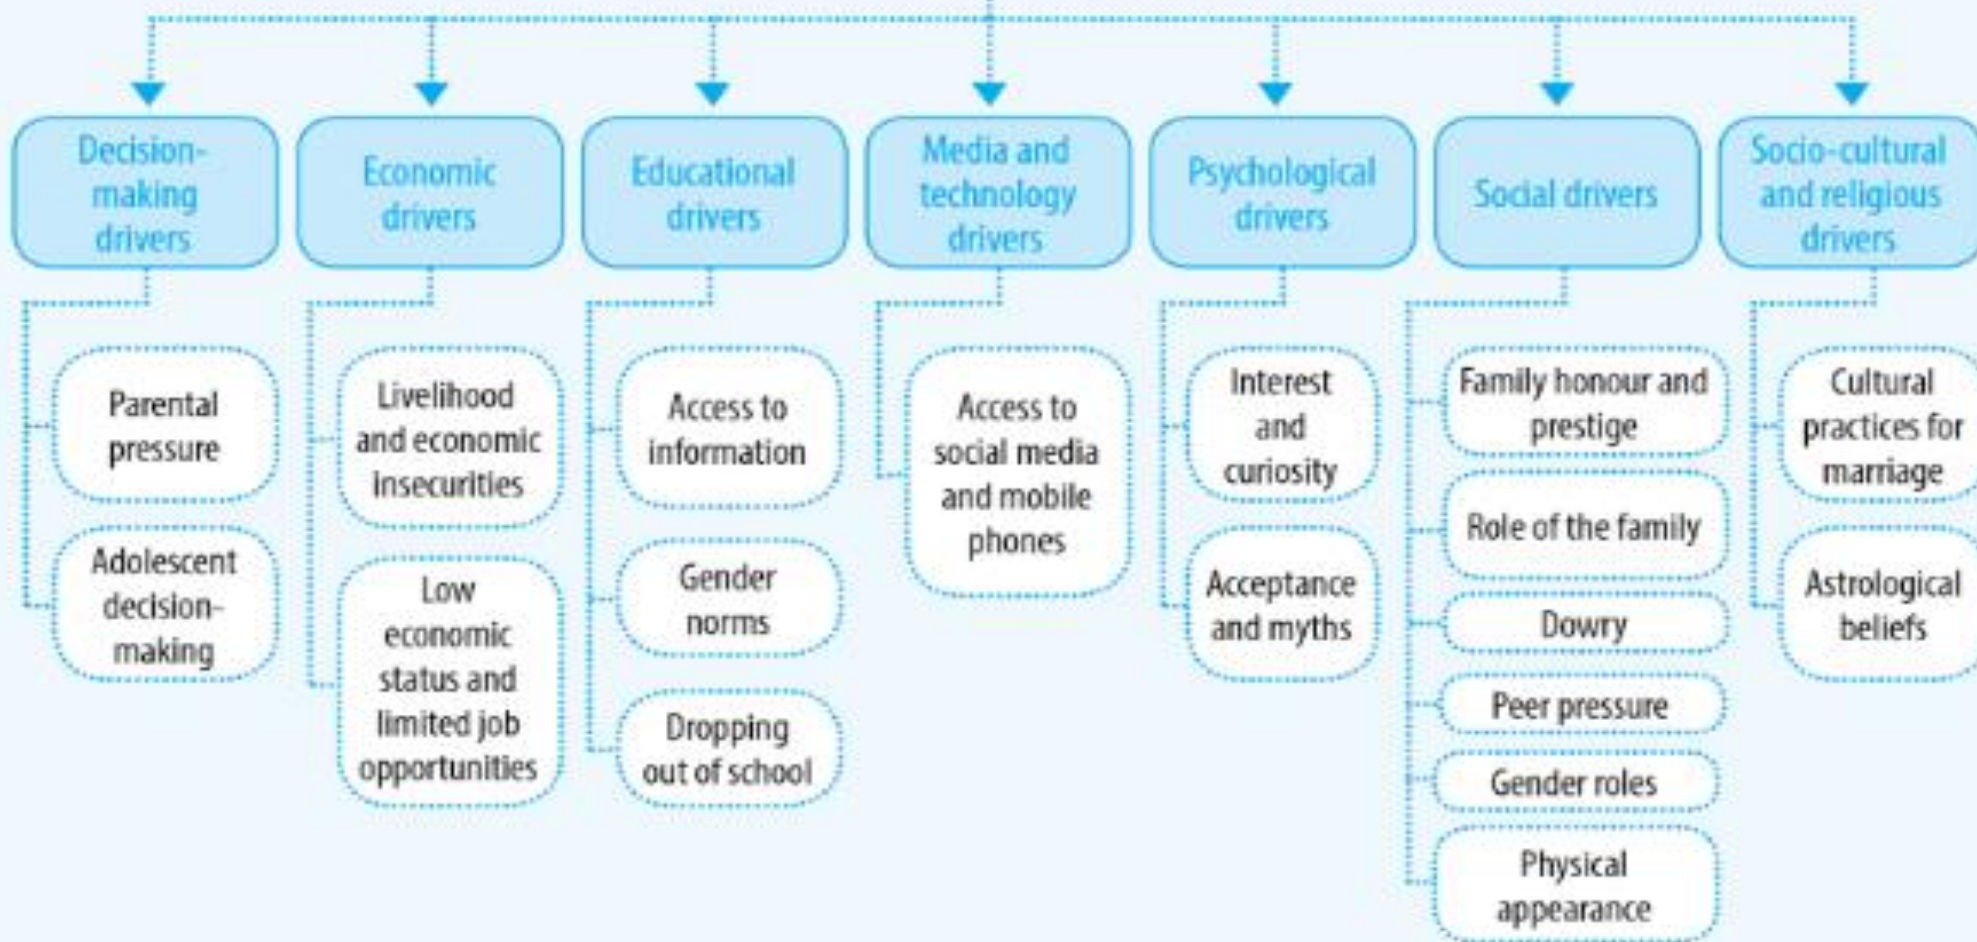 Decision-
making
drivers
Economic
drivers
Educational
drivers
Media and
technology
drivers
Psychological
drivers
Social drivers
Socio-cultural
and religious
drivers
Parental
pressure
Adolescent
decision-
making
Livelihood
and economic
insecurities
Low
economic
status and
limited job
opportunities
Access to
information
Gender
norms
Dropping
out of school
Access to
social media
and mobile
phones
Interest
and
curiosity
Acceptance
and myths
Family honour and
prestige
Role of the family
Dowry
Peer pressure
Gender roles
Physical
appearance
Cultural
practices for
marriage
Astrological
beliefs